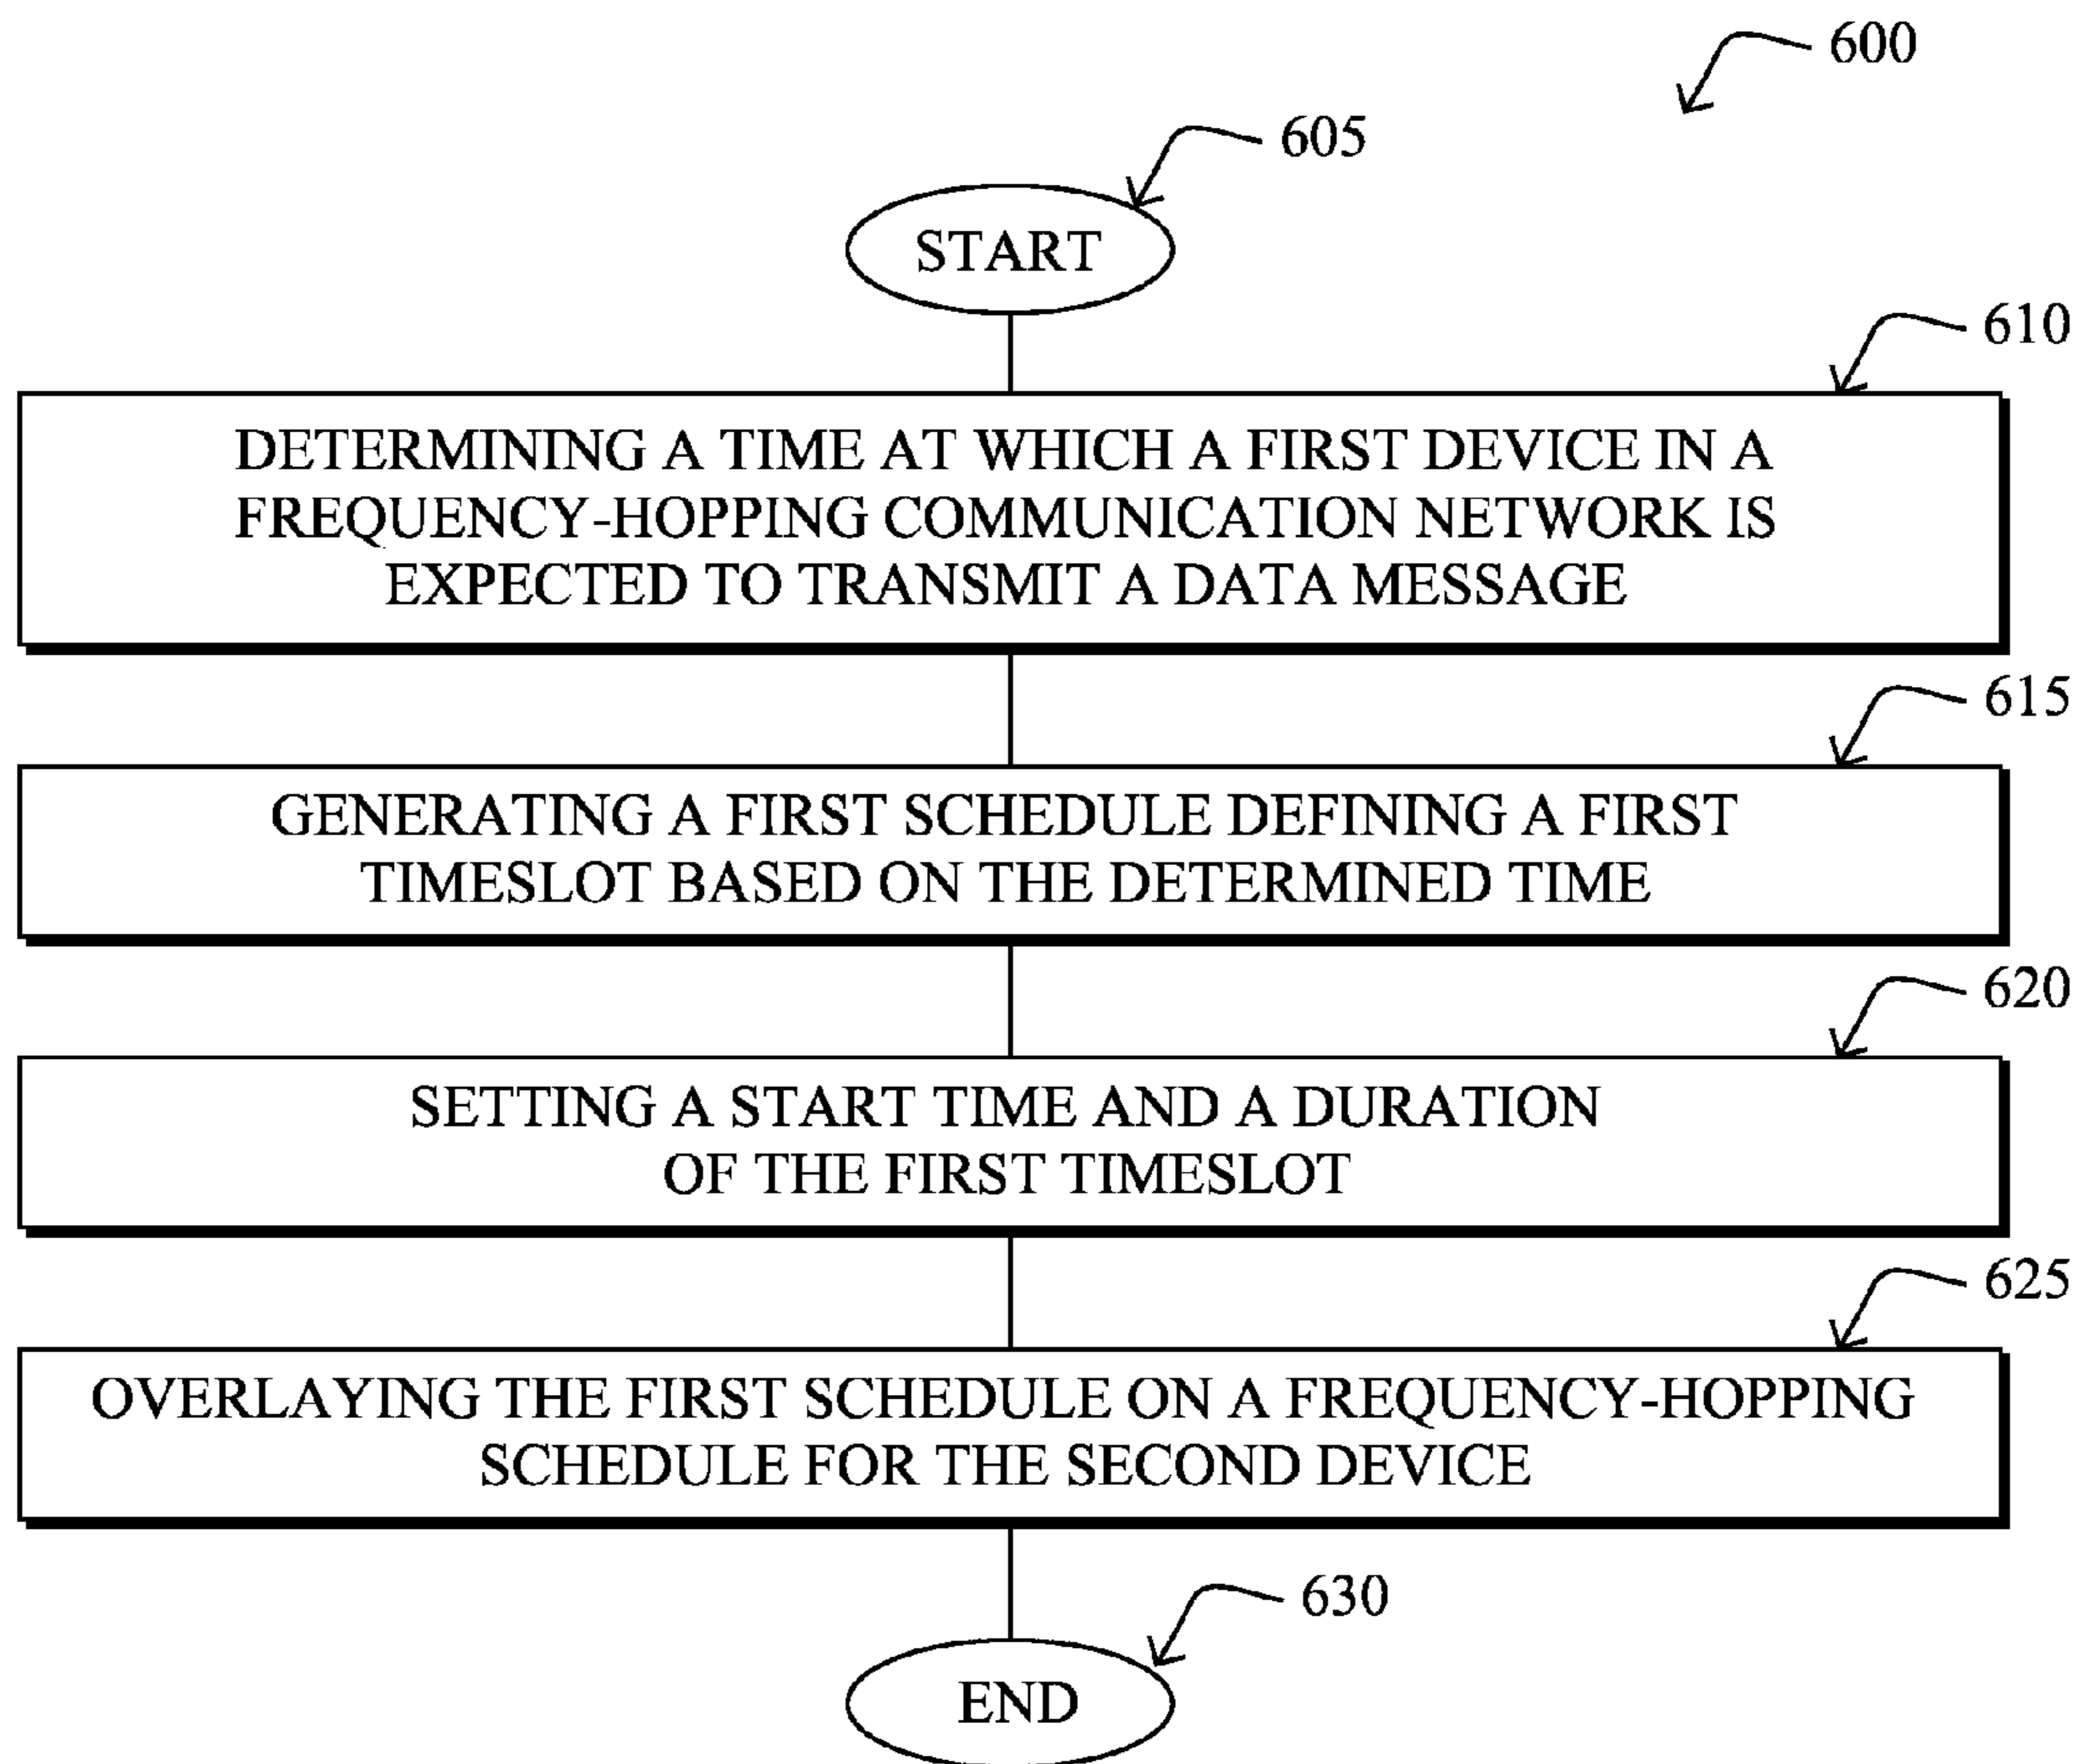 600
605
START
610
DETERMINING A TIME AT WHICH A FIRST DEVICE IN A
FREQUENCY-HOPPING COMMUNICATION NETWORK IS
EXPECTED TO TRANSMIT A DATA MESSAGE
615
GENERATING A FIRST SCHEDULE DEFINING A FIRST
TIMESLOT BASED ON THE DETERMINED TIME
620
SETTING A START TIME AND A DURATION
OF THE FIRST TIMESLOT
625
OVERLAYING THE FIRST SCHEDULE ON A FREQUENCY-HOPPING
SCHEDULE FOR THE SECOND DEVICE
630
END